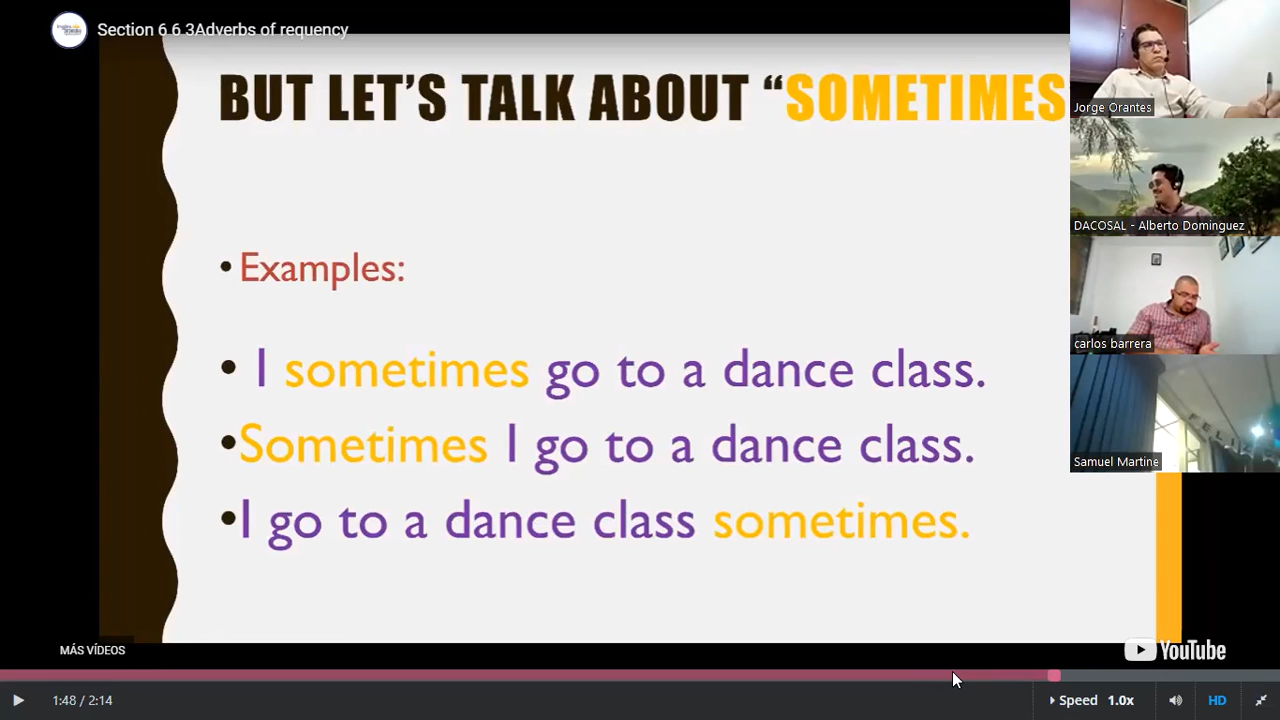 Section 6 6 3Adverbs of requency
BUT LET'S TALK ABOUT “SOMETIMES
• Examples:
• I sometimes go to a dance class.
• Sometimes I go to a dance class.
• I go to a dance class sometimes.
Jorge Orantes
DACOSAL - Alberto Dominguez
carlos barrera
Samuel Martine
MÁS VÍDEOS
YouTube
1:48 / 2:14
Speed 1.0x
HD